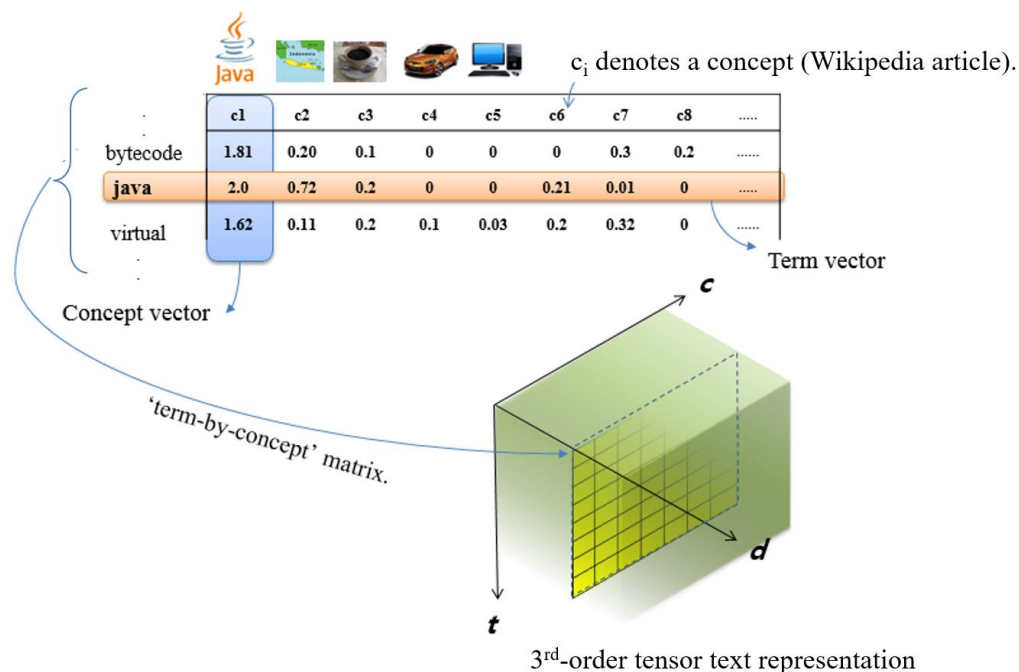 Java
Indonesia
cᵢ denotes a concept (Wikipedia article).
c1 c2 c3 c4 c5 c6 c7 c8 .....
bytecode 1.81 0.20 0.1 0 0 0 0.3 0.2 ......
java 2.0 0.72 0.2 0 0 0.21 0.01 0 .....
virtual 1.62 0.11 0.2 0.1 0.03 0.2 0.32 0 ......
Term vector
Concept vector
c
'term-by-concept' matrix.
d
t
3ʳᵈ-order tensor text representation